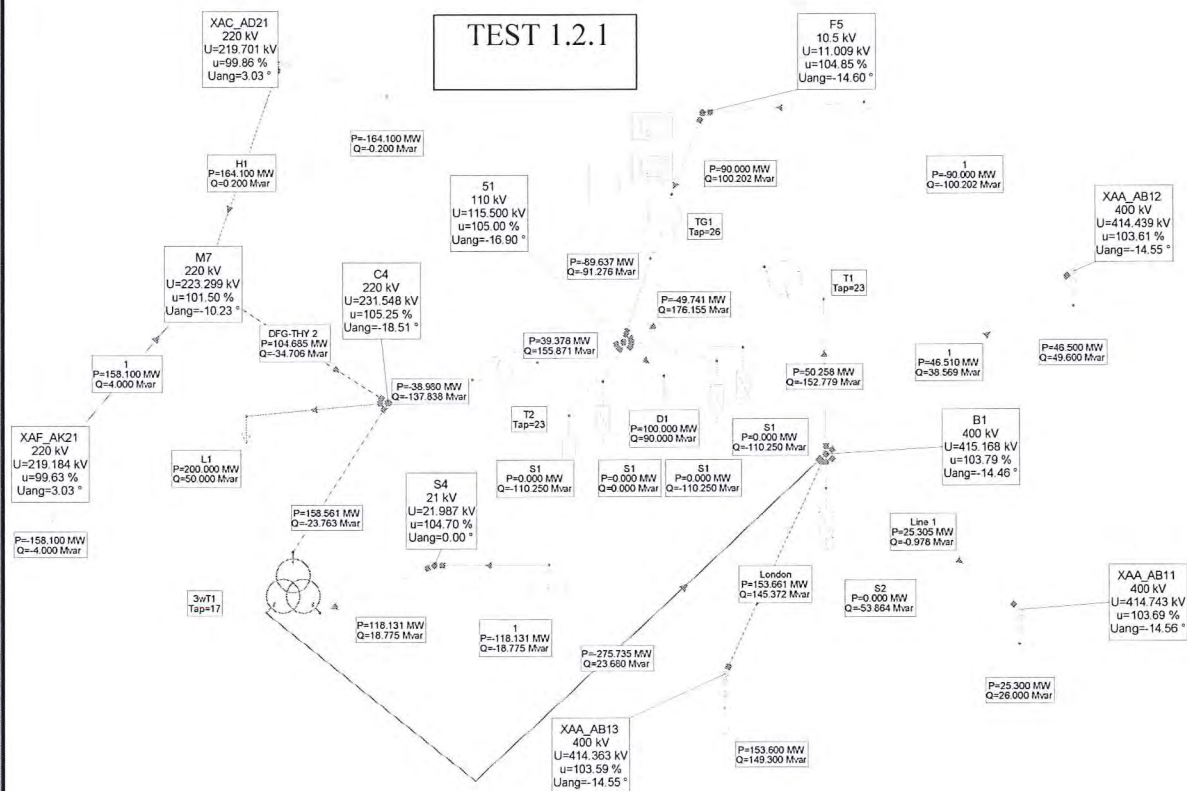 TEST 1.2.1
XAC_AD21
220 kV
U=219.701 kV
u=99.86 %
Uang=3.03 °
F5
10.5 kV
U=11.009 kV
u=104.85 %
Uang=-14.60 °
P=-164.100 MW
Q=-0.200 Mvar
H1
P=164.100 MW
Q=0.200 Mvar
P=90.000 MW
Q=100.202 Mvar
1
P=-90.000 MW
Q=-100.202 Mvar
51
110 kV
U=115.500 kV
u=105.00 %
Uang=-16.90 °
XAA_AB12
400 kV
U=414.439 kV
u=103.61 %
Uang=-14.55 °
TG1
Tap=26
M7
220 kV
U=223.299 kV
u=101.50 %
Uang=-10.23 °
C4
220 kV
U=231.548 kV
u=105.25 %
Uang=-18.51 °
P=-89.637 MW
Q=-91.276 Mvar
T1
Tap=23
P=-49.741 MW
Q=176.155 Mvar
DFG-THY 2
P=104.685 MW
Q=-34.706 Mvar
P=39.378 MW
Q=155.871 Mvar
1
P=46.510 MW
Q=38.569 Mvar
P=46.500 MW
Q=49.600 Mvar
1
P=158.100 MW
Q=4.000 Mvar
P=50.258 MW
Q=-152.779 Mvar
P=-38.980 MW
Q=-137.838 Mvar
T2
Tap=23
D1
P=100.000 MW
Q=90.000 Mvar
S1
P=0.000 MW
Q=-110.250 Mvar
B1
400 kV
U=415.168 kV
u=103.79 %
Uang=-14.46 °
XAF_AK21
220 kV
U=219.184 kV
u=99.63 %
Uang=3.03 °
L1
P=200.000 MW
Q=50.000 Mvar
S1
P=0.000 MW
Q=-110.250 Mvar
S1
P=0.000 MW
Q=0.000 Mvar
S1
P=0.000 MW
Q=-110.250 Mvar
S4
21 kV
U=21.987 kV
u=104.70 %
Uang=0.00 °
P=158.561 MW
Q=-23.763 Mvar
P=-158.100 MW
Q=-4.000 Mvar
Line 1
P=25.305 MW
Q=-0.978 Mvar
London
P=153.661 MW
Q=145.372 Mvar
S2
P=0.000 MW
Q=-53.864 Mvar
XAA_AB11
400 kV
U=414.743 kV
u=103.69 %
Uang=-14.56 °
3wT1
Tap=17
P=118.131 MW
Q=18.775 Mvar
1
P=-118.131 MW
Q=-18.775 Mvar
P=-275.735 MW
Q=23.680 Mvar
P=25.300 MW
Q=26.000 Mvar
XAA_AB13
400 kV
U=414.363 kV
u=103.59 %
Uang=-14.55 °
P=153.600 MW
Q=149.300 Mvar